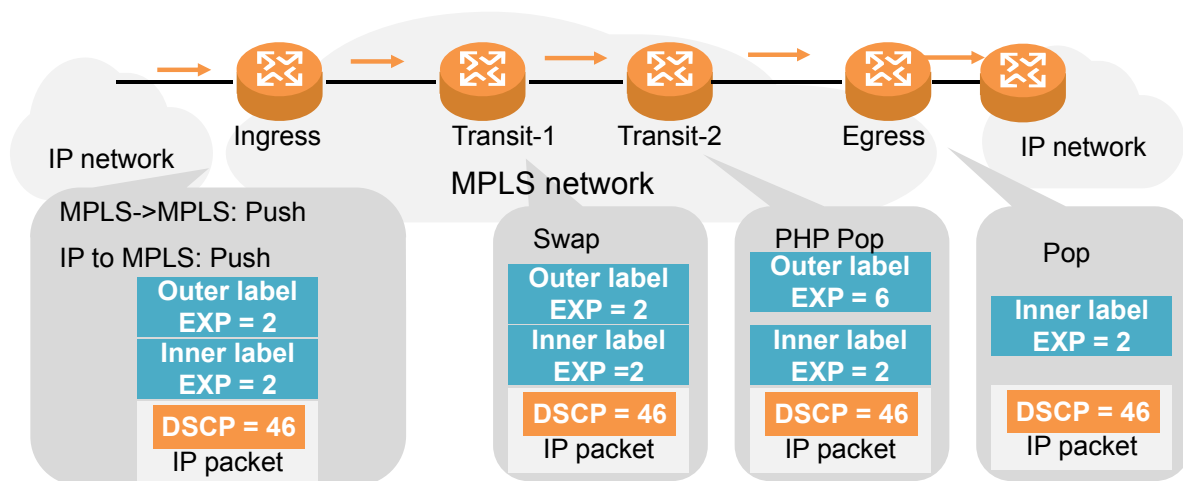 Ingress
Transit-1
Transit-2
Egress
IP network
IP network
MPLS network
MPLS->MPLS: Push
IP to MPLS: Push
Outer label
EXP = 2
Inner label
EXP = 2
DSCP = 46
IP packet
Swap
Outer label
EXP = 2
Inner label
EXP =2
DSCP = 46
IP packet
PHP Pop
Outer label
EXP = 6
Inner label
EXP = 2
DSCP = 46
IP packet
Pop
Inner label
EXP = 2
DSCP = 46
IP packet